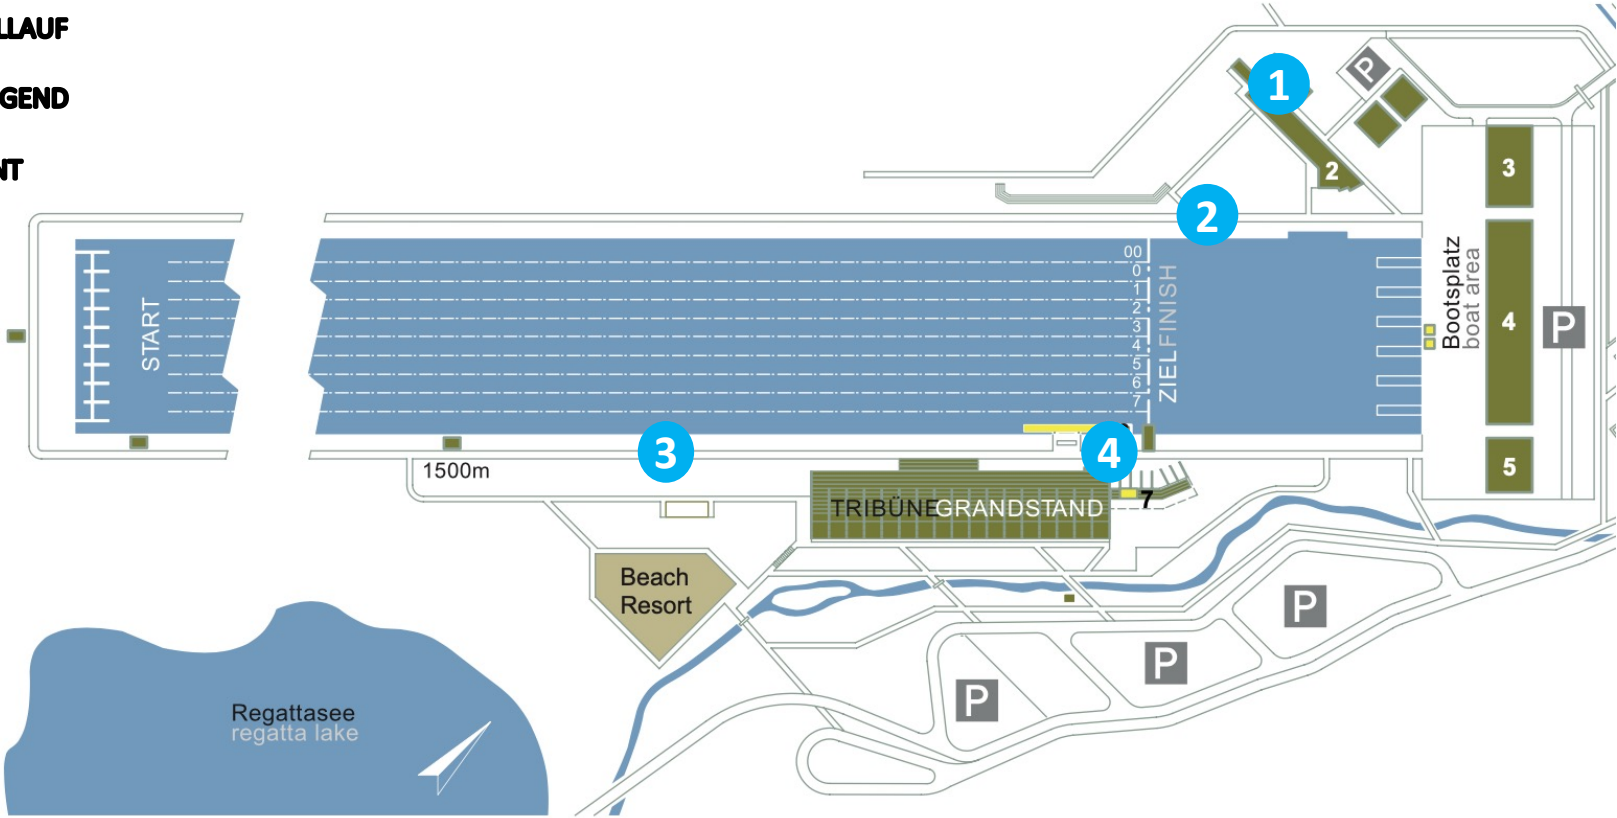 LLAUF
GEND
NT
1
P
2
3
2
00
0
1
2
3
4
5
6
7
START
ZIEL FINISH
Bootsplatz
boat area
4
P
3
4
5
1500m
TRIBÜNE GRANDSTAND
7
Beach
Resort
P
P
P
Regattasee
regatta lake